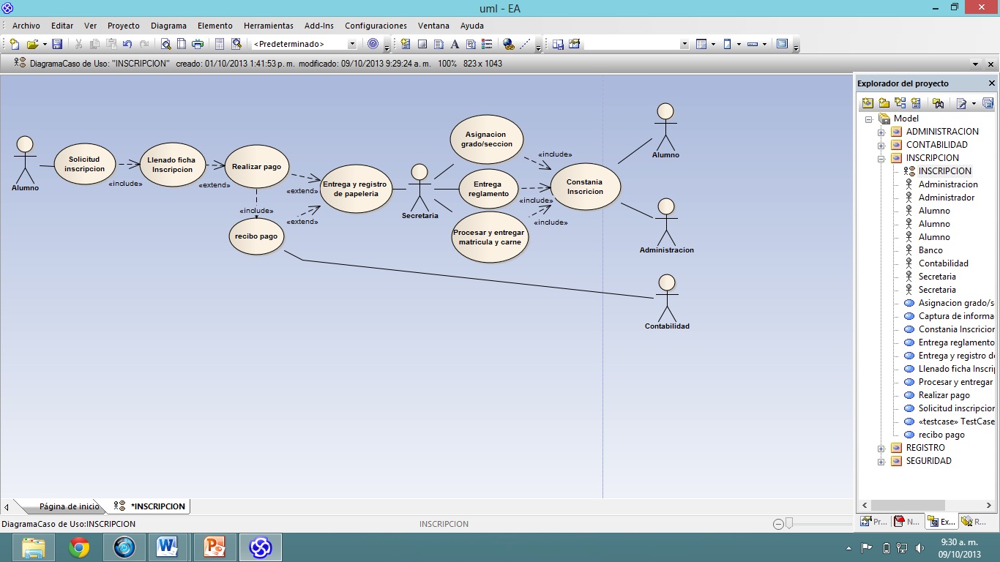 uml - EA
Archivo Editar Ver Proyecto Diagrama Elemento Herramientas Add-Ins Configuraciones Ventana Ayuda
<Predeterminado>
DiagramaCaso de Uso: "INSCRIPCION" creado: 01/10/2013 1:41:53 p. m. modificado: 09/10/2013 9:29:24 a. m. 100% 823 x 1043
Alumno
Solicitud
inscripcion
«include»
Llenado ficha
Inscripcion
«extend»
Realizar pago
«include»
recibo pago
«extend»
«extend»
Entrega y registro
de papeleria
Secretaria
Asignacion
grado/seccion
Entrega
reglamento
Procesar y entregar
matricula y carne
«include»
«include»
«include»
Constania
Inscricion
Alumno
Administracion
Contabilidad
Explorador del proyecto
Model
ADMINISTRACION
CONTABILIDAD
INSCRIPCION
INSCRIPCION
Administracion
Administrador
Alumno
Alumno
Alumno
Banco
Contabilidad
Secretaria
Secretaria
Asignacion grado/s
Captura de informa
Constania Inscricion
Entrega reglamento
Entrega y registro de
Llenado ficha Inscrip
Procesar y entregar
Realizar pago
Solicitud inscripcion
«testcase» TestCase
recibo pago
REGISTRO
SEGURIDAD
Página de inicio *INSCRIPCION
Pr... N... Ex... R...
DiagramaCaso de Uso:INSCRIPCION INSCRIPCION
9:30 a. m.
09/10/2013